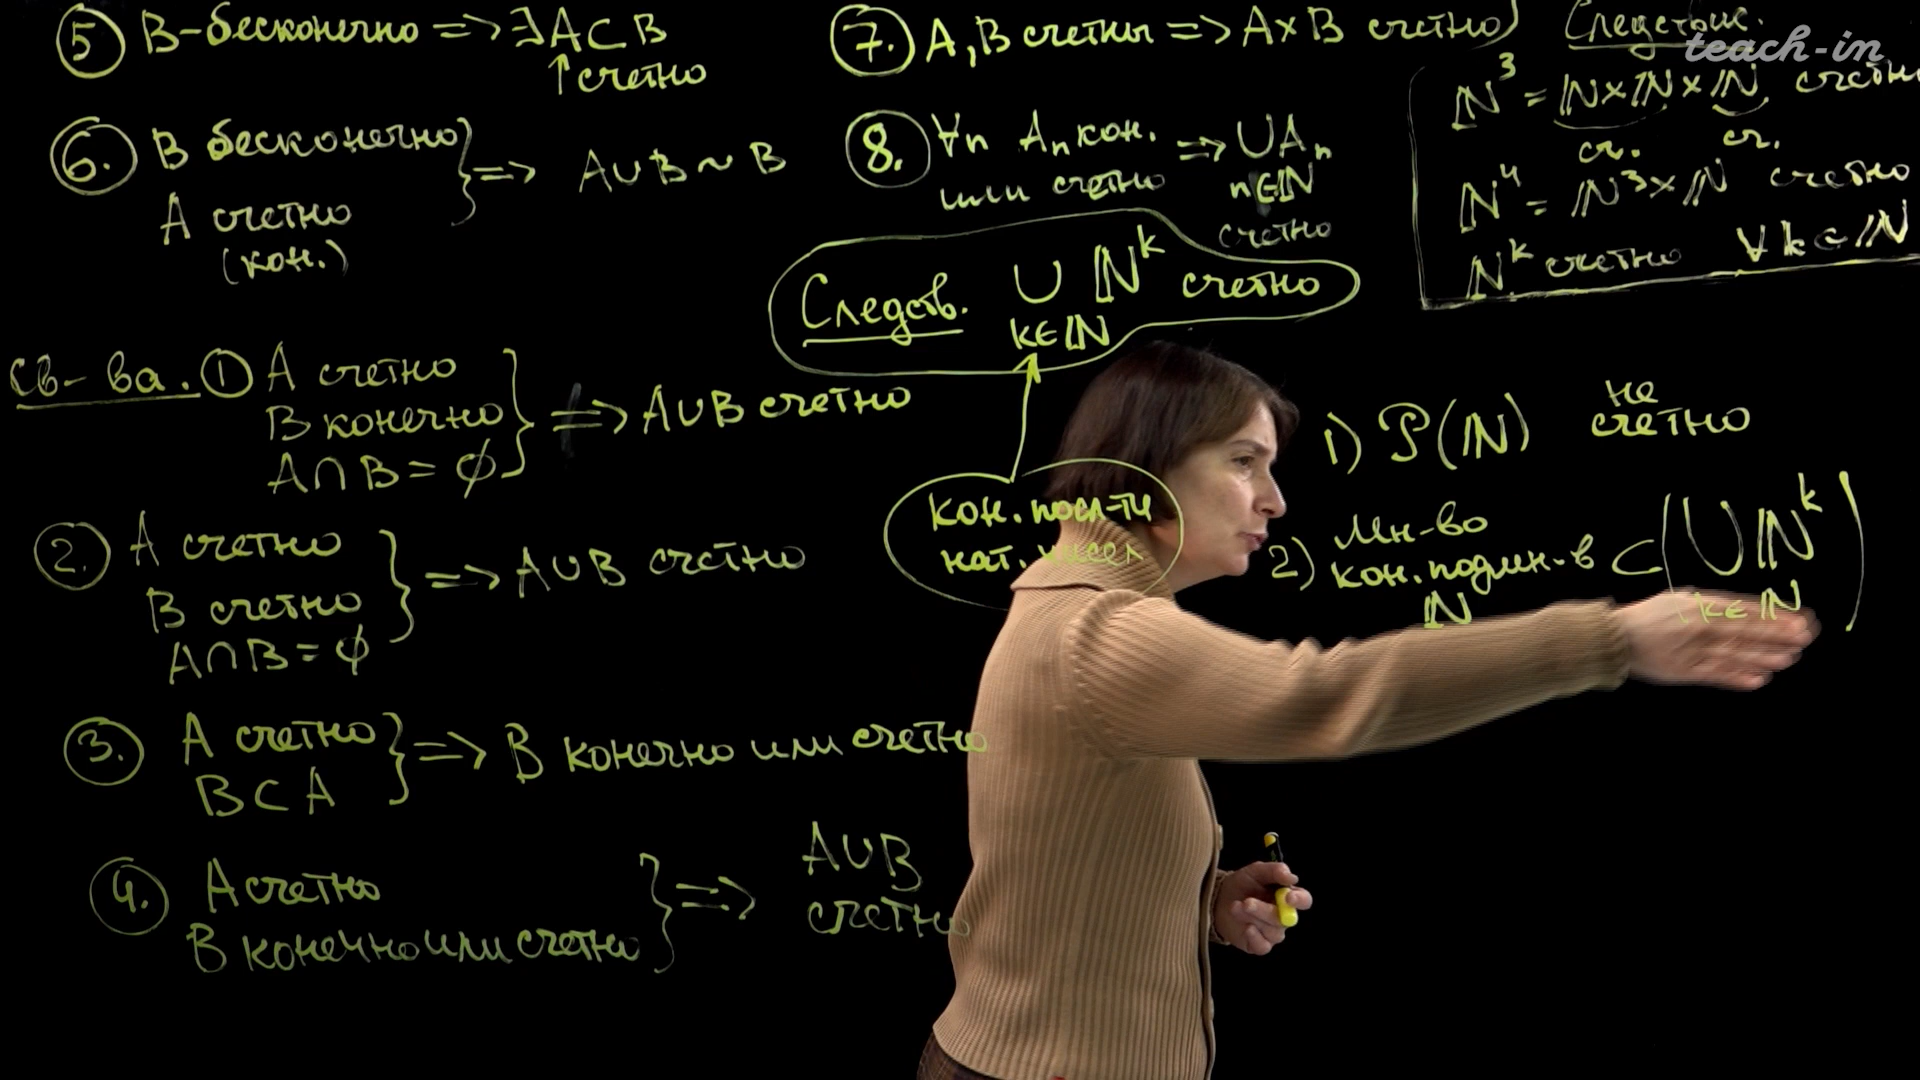 ⑤ В-бесконечно => ∃A⊂B
↑счетно
⑥. В бесконечно
А счетно
(кон.)
} => A∪B ~ B
⑦. А, В счетны => A×B счетно
⑧. ∀n Aₙ кон.
или счетно
=> ∪Aₙ
n∈ℕ
счетно
Следств. ∪ ℕᵏ счетно
k∈ℕ
Следствие.
teach-in
ℕ³ = ℕ×ℕ×ℕ
сч. сч.
ℕ⁴ = ℕ³×ℕ счетно
ℕᵏ счетно ∀k∈ℕ
Св-ва. ① А счетно
В конечно
A∩B = ∅
} => A∪B счетно
②. А счетно
В счетно
A∩B = ∅
} => A∪B счетно
③. А счетно
B⊂A
} => В конечно или счетно
④. А счетно
В конечно или счетно
} => A∪B
счетно
кон. посл-ти
нат. чисел
1) 𝒫(ℕ) не
счетно
2) мн-во
кон. подмн-в
ℕ
⊂ (∪ℕᵏ)
k∈ℕ